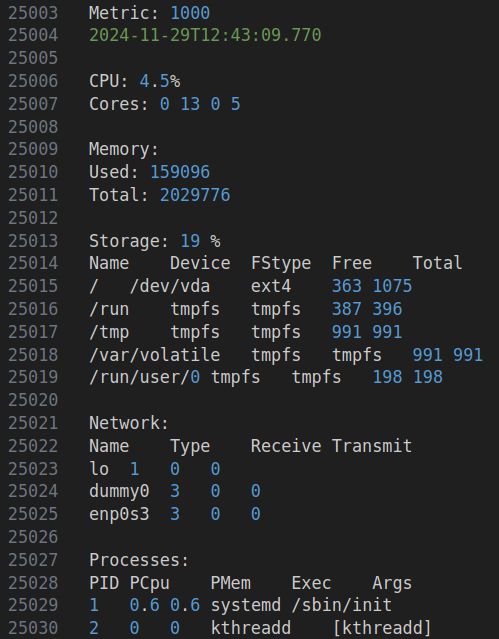 25003 Metric: 1000
25004 2024-11-29T12:43:09.770
25005
25006 CPU: 4.5%
25007 Cores: 0 13 0 5
25008
25009 Memory:
25010 Used: 159096
25011 Total: 2029776
25012
25013 Storage: 19 %
25014 Name Device FStype Free Total
25015 / /dev/vda ext4 363 1075
25016 /run tmpfs tmpfs 387 396
25017 /tmp tmpfs tmpfs 991 991
25018 /var/volatile tmpfs tmpfs 991 991
25019 /run/user/0 tmpfs tmpfs 198 198
25020
25021 Network:
25022 Name Type Receive Transmit
25023 lo 1 0 0
25024 dummy0 3 0 0
25025 enp0s3 3 0 0
25026
25027 Processes:
25028 PID PCpu PMem Exec Args
25029 1 0.6 0.6 systemd /sbin/init
25030 2 0 0 kthreadd [kthreadd]